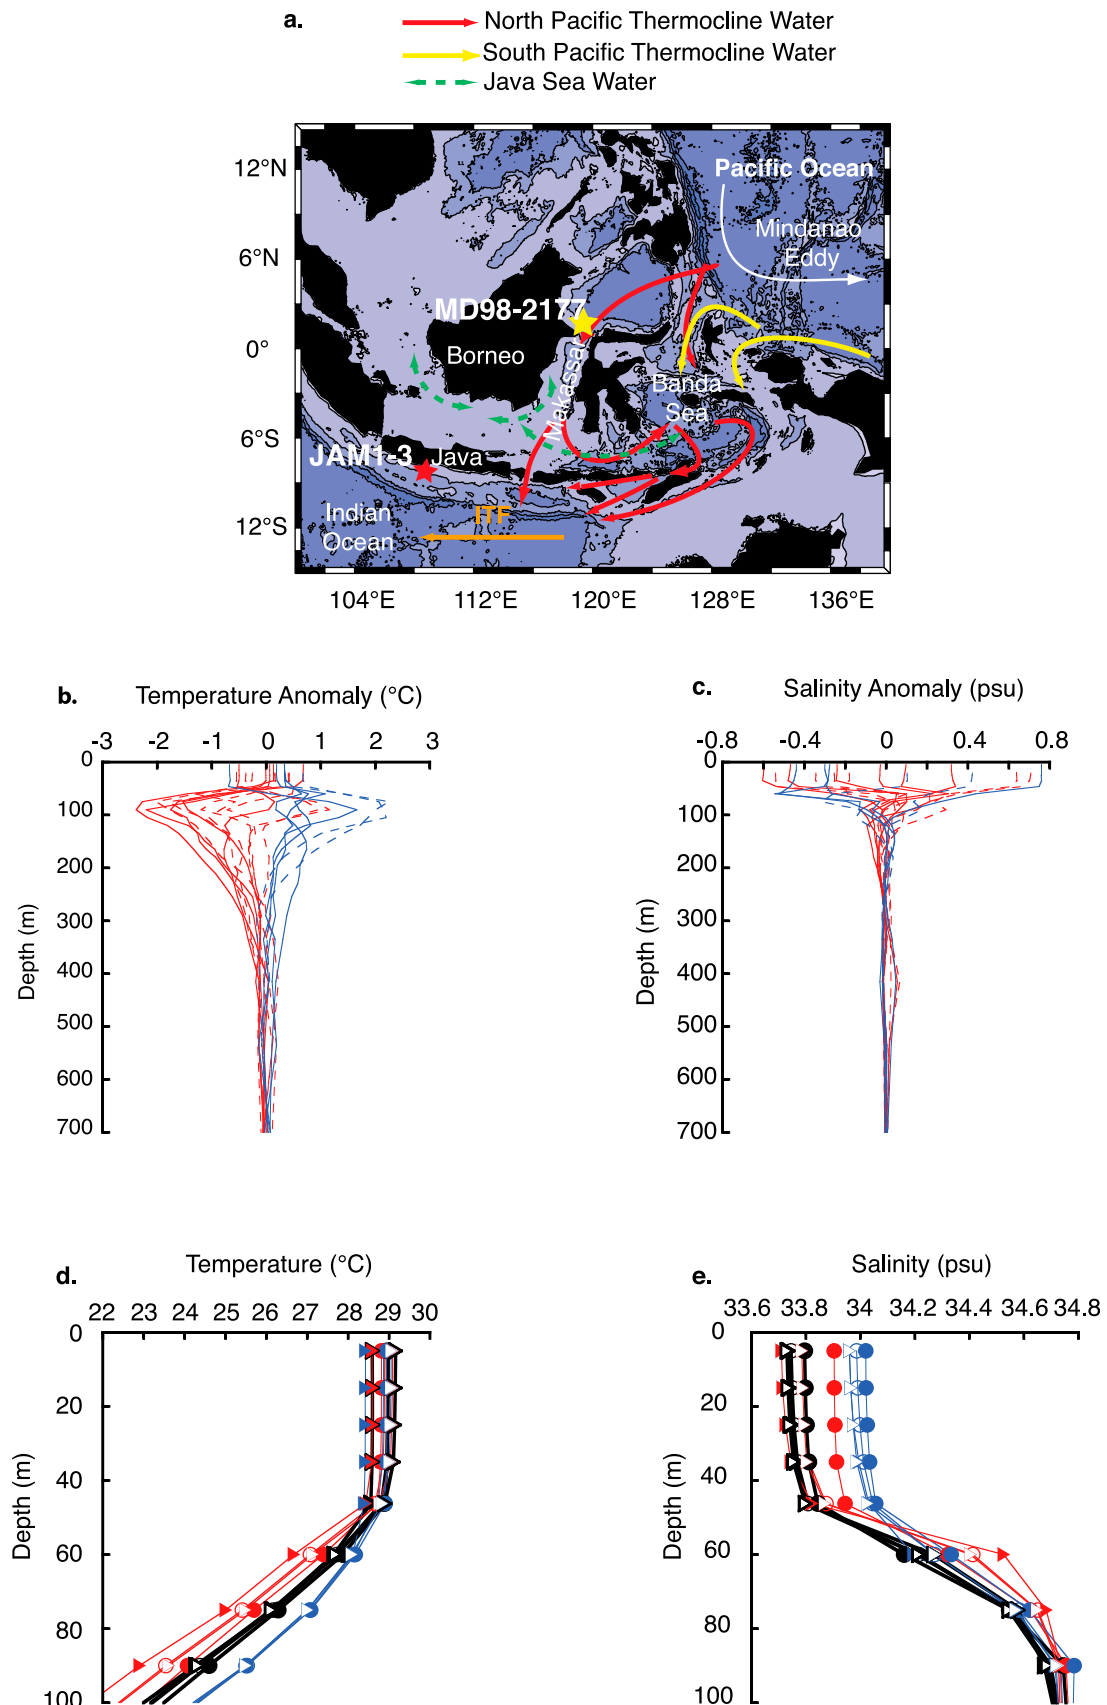 a.
North Pacific Thermocline Water
South Pacific Thermocline Water
Java Sea Water
12°N
6°N
0°
6°S
12°S
Pacific Ocean
Mindanao
Eddy
MD98-2177
Borneo
Makassar
Banda
Sea
JAM1-3
Java
Indian
Ocean
ITF
104°E 112°E 120°E 128°E 136°E
b. Temperature Anomaly (°C)
-3 -2 -1 0 1 2 3
0
100
200
300
400
500
600
700
Depth (m)
c. Salinity Anomaly (psu)
-0.8 -0.4 0 0.4 0.8
0
100
200
300
400
500
600
700
Depth (m)
d. Temperature (°C)
22 23 24 25 26 27 28 29 30
0
20
40
60
80
100
Depth (m)
e. Salinity (psu)
33.6 33.8 34 34.2 34.4 34.6 34.8
0
20
40
60
80
100
Depth (m)